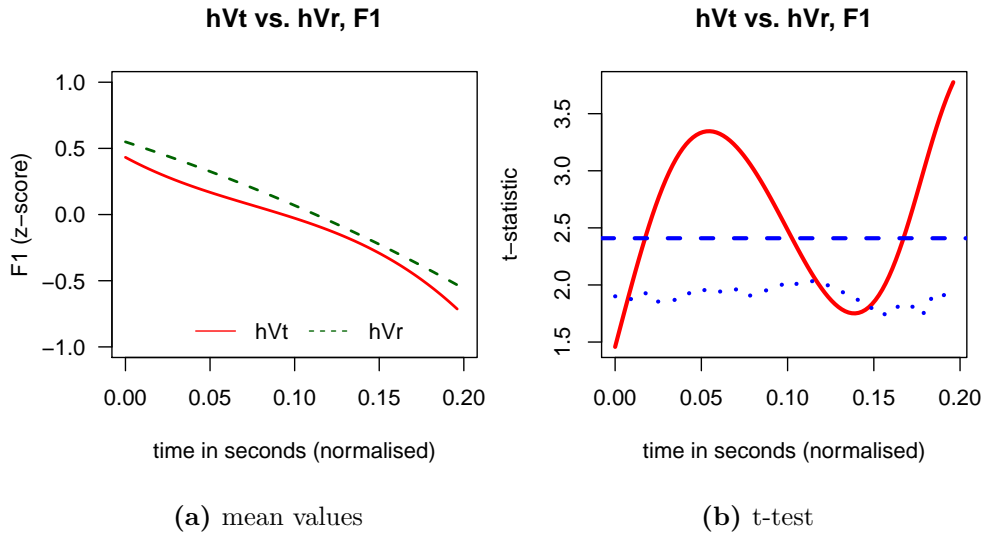 hVt vs. hVr, F1
1.0
0.5
0.0
−0.5
−1.0
F1 (z−score)
hVt
hVr
0.00
0.05
0.10
0.15
0.20
time in seconds (normalised)
(a) mean values
hVt vs. hVr, F1
3.5
3.0
2.5
2.0
1.5
t−statistic
0.00
0.05
0.10
0.15
0.20
time in seconds (normalised)
(b) t-test